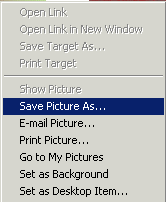 Open Link
Open Link in New Window
Save Target As...
Print Target
Show Picture
Save Picture As...
E-mail Picture...
Print Picture...
Go to My Pictures
Set as Background
Set as Desktop Item...